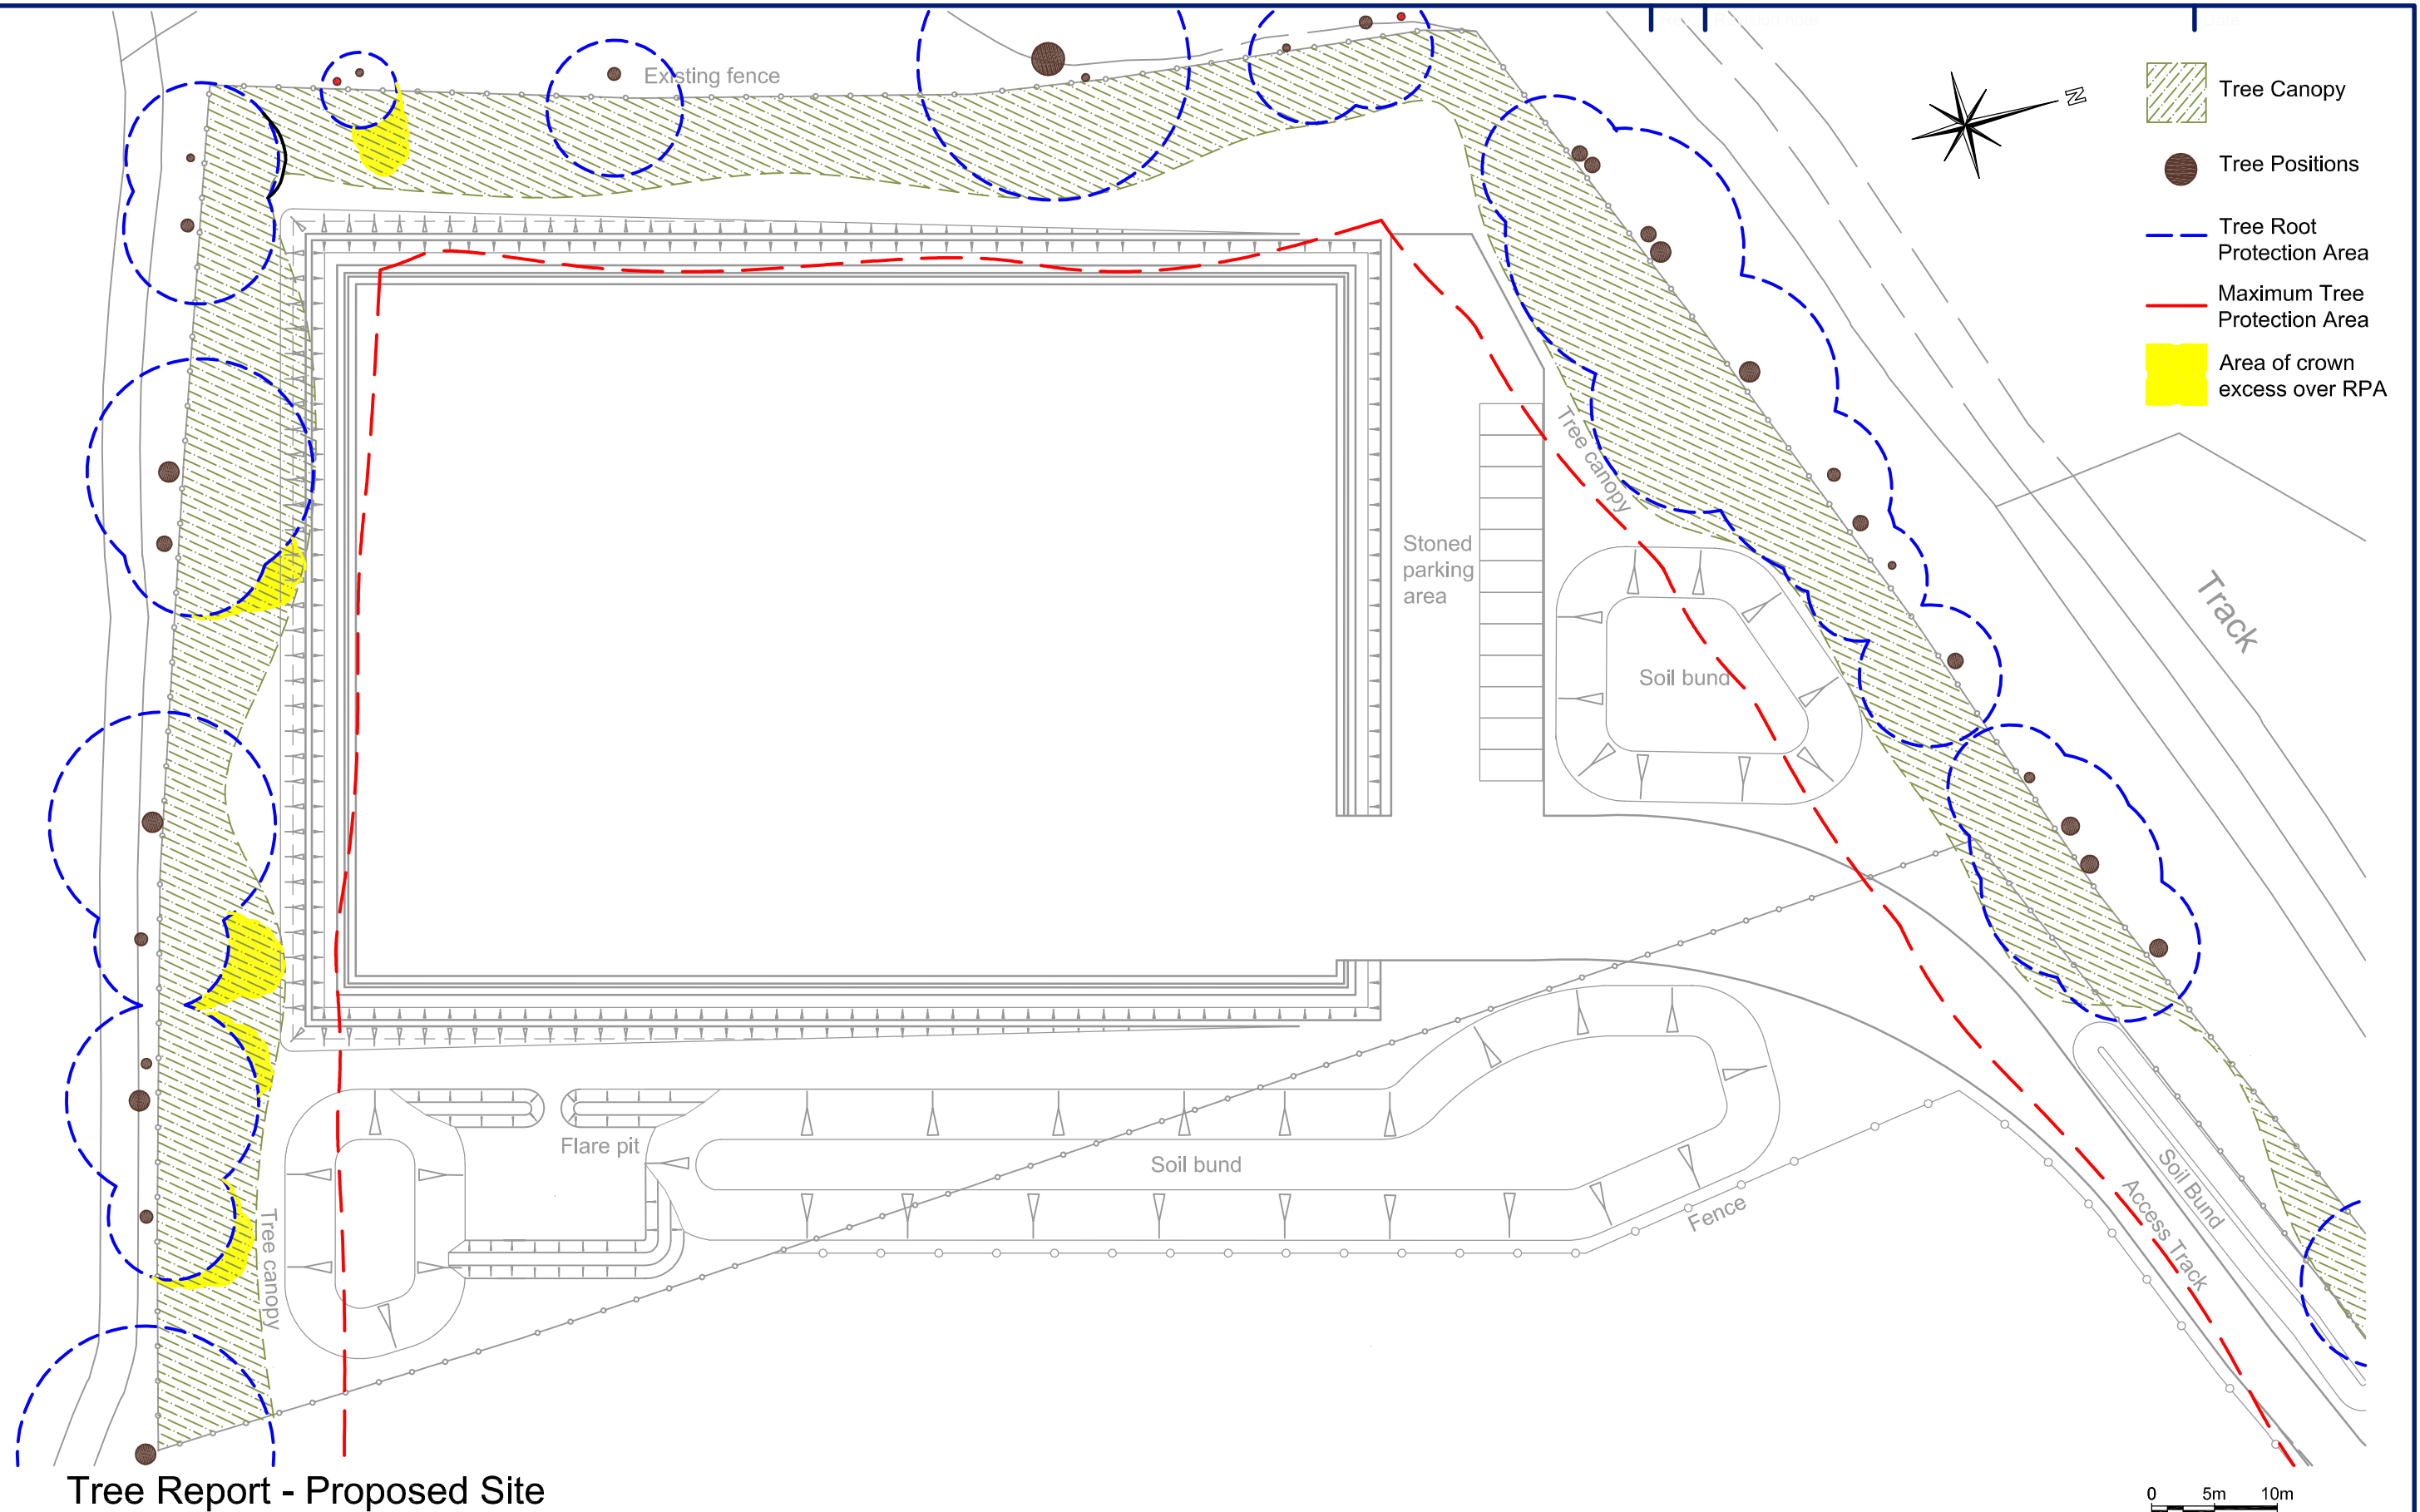 Existing fence
N
Tree Canopy
Tree Positions
Tree Root
Protection Area
Maximum Tree
Protection Area
Area of crown
excess over RPA
Tree canopy
Stoned
parking
area
Soil bund
Track
Flare pit
Soil bund
Fence
Tree canopy
Access Track
Soil Bund
Tree Report - Proposed Site
0 5m 10m